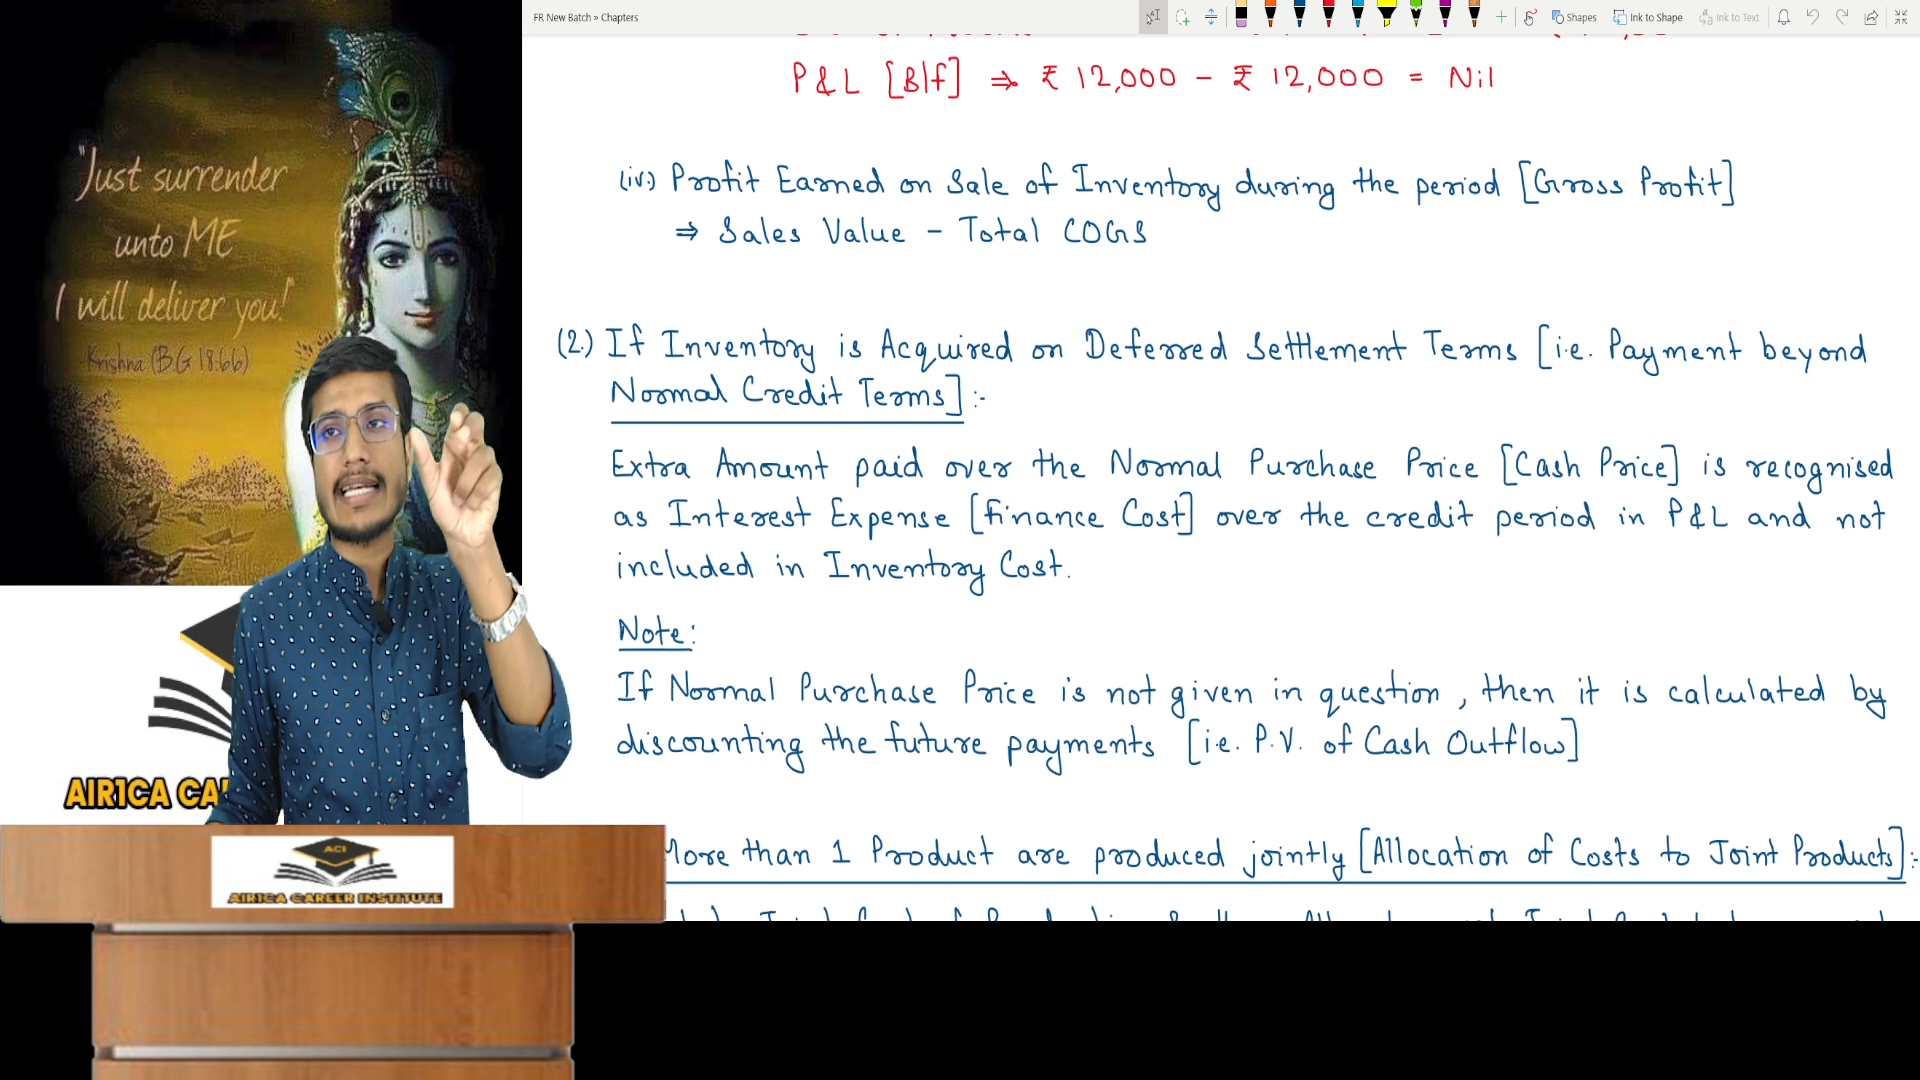 FR New Batch » Chapters
Shapes
Ink to Shape
Ink to Text
P&L [B/f] ⇒ ₹ 12,000 - ₹ 12,000 = Nil
"Just surrender
unto ME
I will deliver you!"
-Krishna (B.G 18.66)
(iv.) Profit Earned on Sale of Inventory during the period [Gross Profit]
⇒ Sales Value - Total COGS
(2.) If Inventory is Acquired on Deferred Settlement Terms [i.e. Payment beyond
Normal Credit Terms] :-
Extra Amount paid over the Normal Purchase Price [Cash Price] is recognised
as Interest Expense [Finance Cost] over the credit period in P&L and not
included in Inventory Cost.
Note:
If Normal Purchase Price is not given in question, then it is calculated by
discounting the future payments [i.e. P.V. of Cash Outflow]
More than 1 Product are produced jointly [Allocation of Costs to Joint Products] :-
AIR1CA CA
ACI
AIR1CA CAREER INSTITUTE